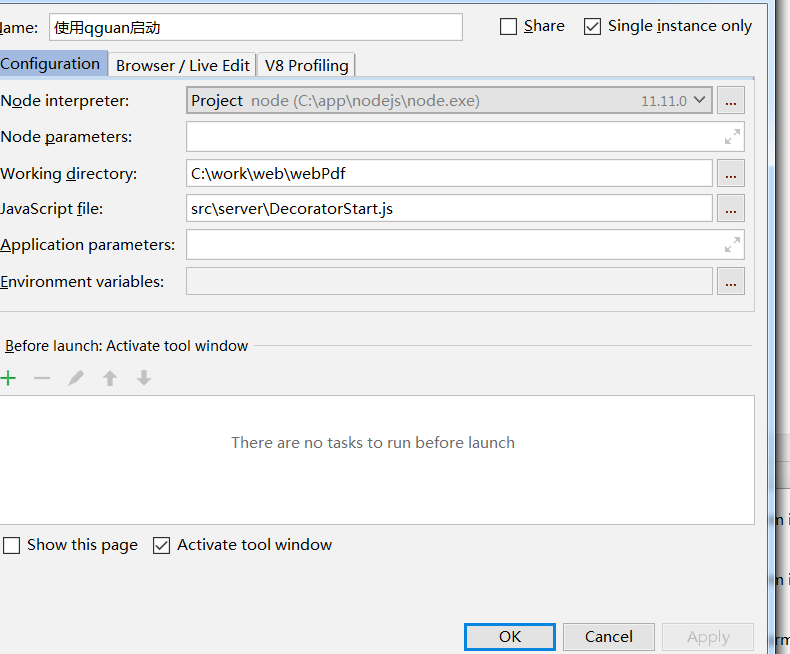 Name: 使用qguan启动 Share Single instance only
Configuration Browser / Live Edit V8 Profiling
Node interpreter: Project node (C:\app\nodejs\node.exe) 11.11.0 ...
Node parameters:
Working directory: C:\work\web\webPdf ...
JavaScript file: src\server\DecoratorStart.js ...
Application parameters:
Environment variables: ...
Before launch: Activate tool window
There are no tasks to run before launch
Show this page Activate tool window
OK Cancel Apply